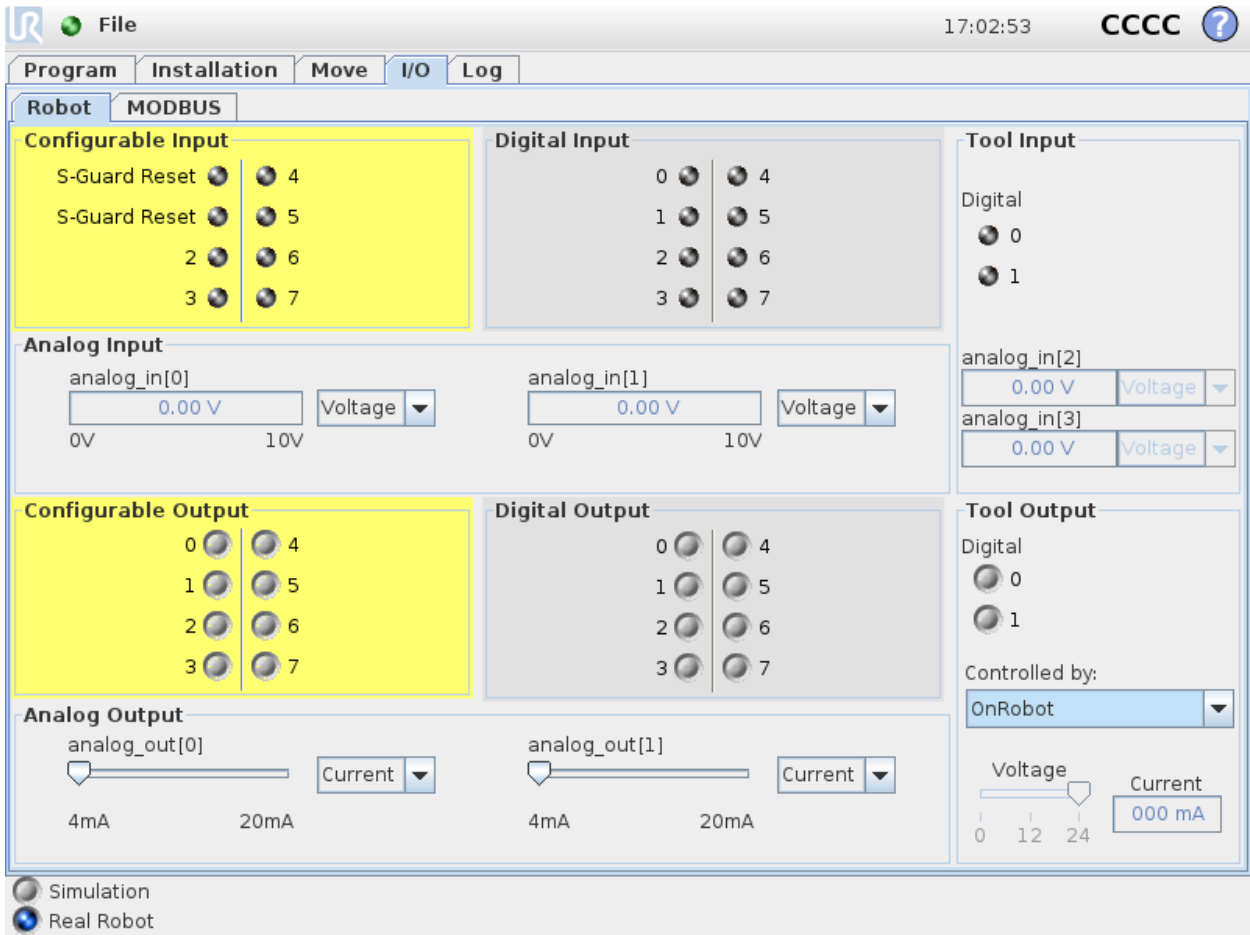 UR File 17:02:53 CCCC ?
Program Installation Move I/O Log
Robot MODBUS
Configurable Input
S-Guard Reset 4
S-Guard Reset 5
2 6
3 7
Digital Input
0 4
1 5
2 6
3 7
Tool Input
Digital
0
1
analog_in[2]
0.00 V Voltage
analog_in[3]
0.00 V Voltage
Analog Input
analog_in[0]
0.00 V Voltage
0V 10V
analog_in[1]
0.00 V Voltage
0V 10V
Configurable Output
0 4
1 5
2 6
3 7
Digital Output
0 4
1 5
2 6
3 7
Tool Output
Digital
0
1
Controlled by:
OnRobot
Voltage
0 12 24
Current
000 mA
Analog Output
analog_out[0]
Current
4mA 20mA
analog_out[1]
Current
4mA 20mA
Simulation
Real Robot